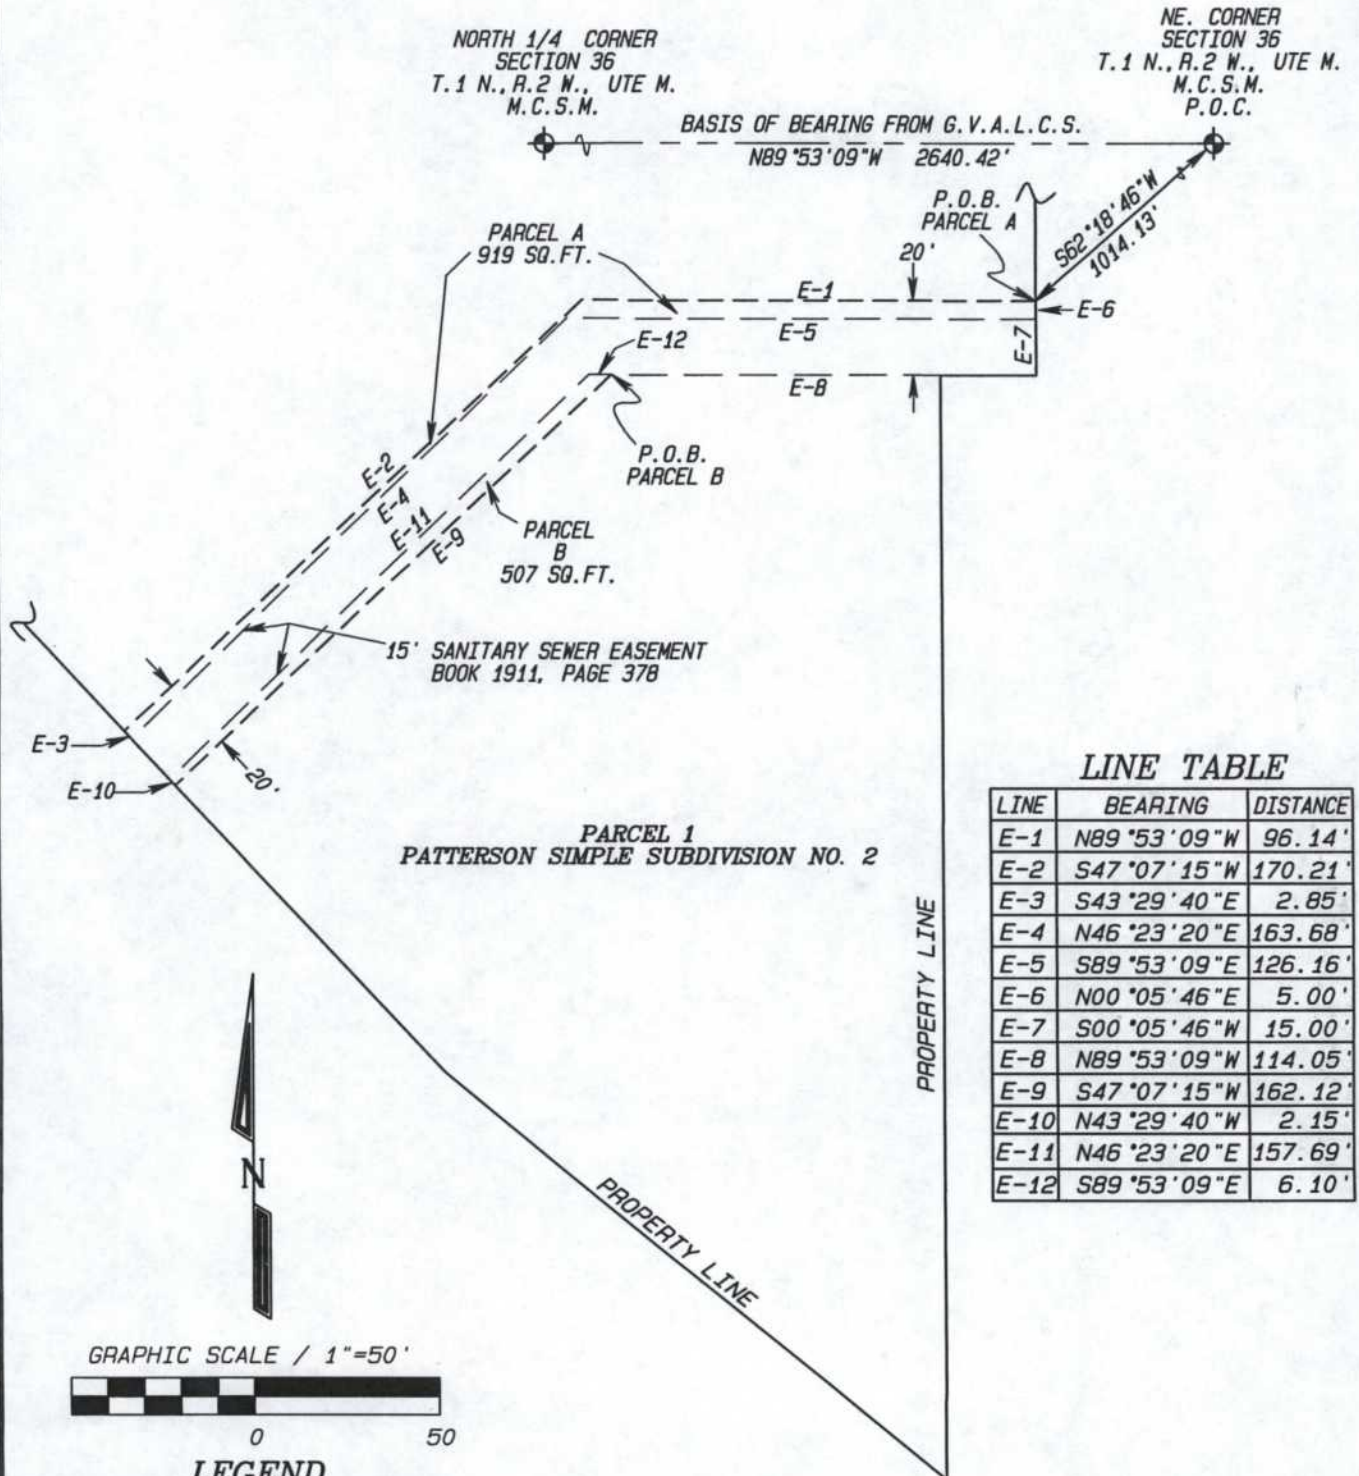 NORTH 1/4 CORNER
SECTION 36
T.1 N.,R.2 W., UTE M.
M.C.S.M.
NE. CORNER
SECTION 36
T.1 N.,R.2 W., UTE M.
M.C.S.M.
P.O.C.
BASIS OF BEARING FROM G.V.A.L.C.S.
N89°53'09"W 2640.42'
P.O.B.
PARCEL A
S62°18'46"W
1014.13'
PARCEL A
919 SQ.FT.
20'
E-1
E-6
E-5
E-7
E-12
E-8
P.O.B.
PARCEL B
E-2
E-4
E-11
E-9
PARCEL
B
507 SQ.FT.
15' SANITARY SEWER EASEMENT
BOOK 1911, PAGE 378
E-3
E-10
20'
PARCEL 1
PATTERSON SIMPLE SUBDIVISION NO. 2
PROPERTY LINE
LINE TABLE
LINE BEARING DISTANCE
E-1 N89°53'09"W 96.14'
E-2 S47°07'15"W 170.21'
E-3 S43°29'40"E 2.85'
E-4 N46°23'20"E 163.68'
E-5 S89°53'09"E 126.16'
E-6 N00°05'46"E 5.00'
E-7 S00°05'46"W 15.00'
E-8 N89°53'09"W 114.05'
E-9 S47°07'15"W 162.12'
E-10 N43°29'40"W 2.15'
E-11 N46°23'20"E 157.69'
E-12 S89°53'09"E 6.10'
N
PROPERTY LINE
GRAPHIC SCALE / 1"=50'
0 50
LEGEND